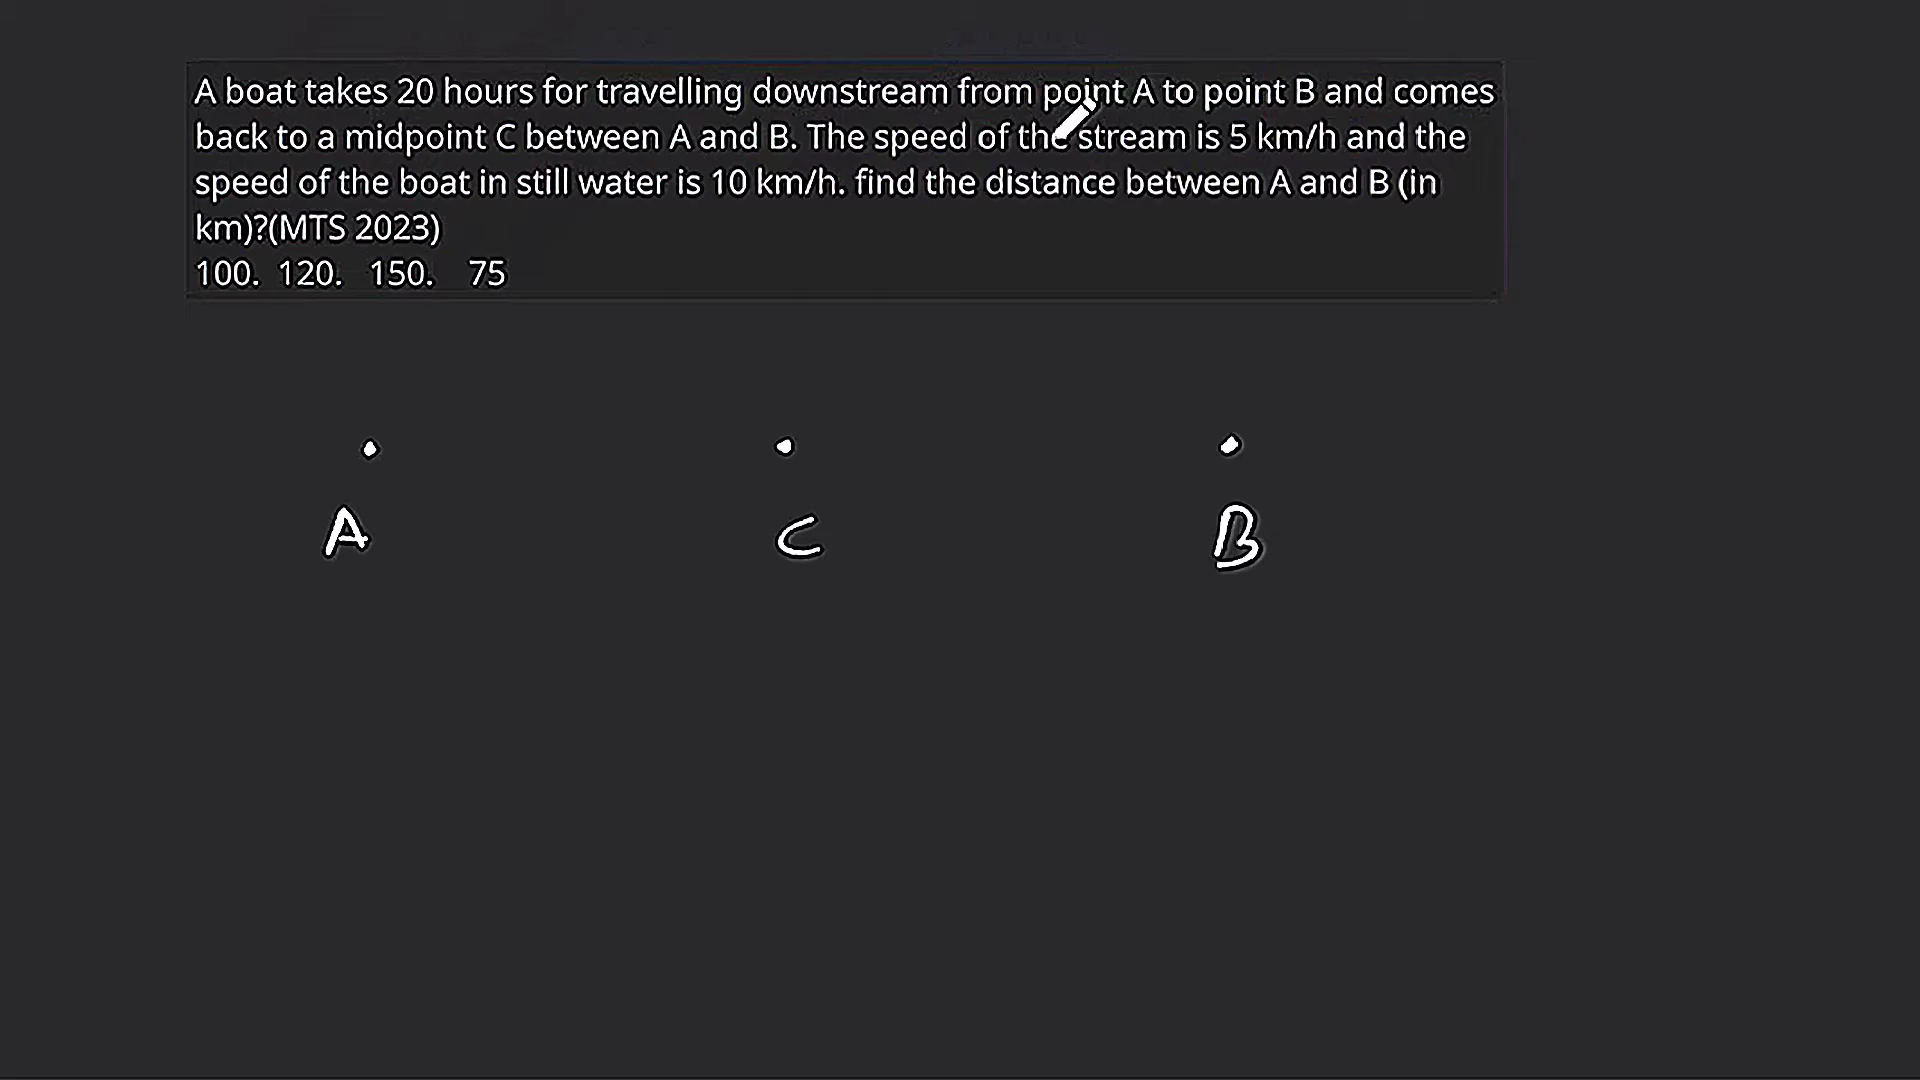 A boat takes 20 hours for travelling downstream from point A to point B and comes
back to a midpoint C between A and B. The speed of the stream is 5 km/h and the
speed of the boat in still water is 10 km/h. find the distance between A and B (in
km)?(MTS 2023)
100. 120. 150. 75
A C B